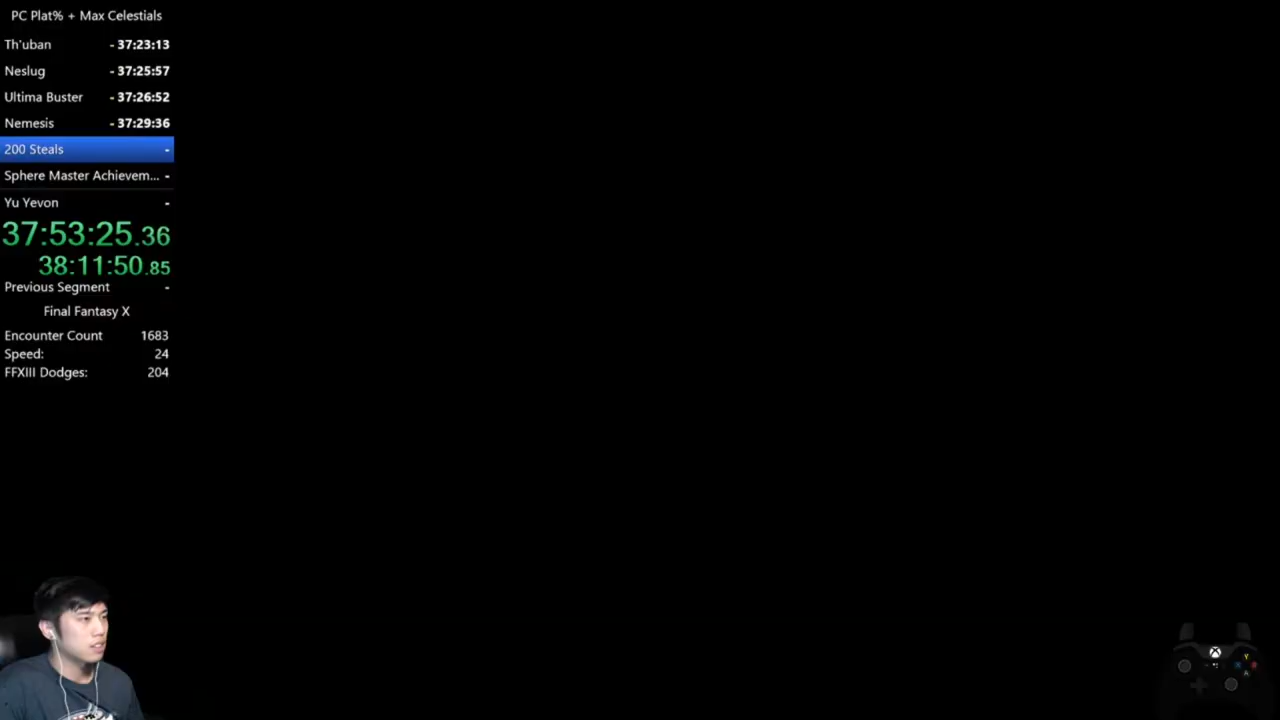 PC Plat% + Max Celestials
Th'uban - 37:23:13
Neslug - 37:25:57
Ultima Buster - 37:26:52
Nemesis - 37:29:36
200 Steals -
Sphere Master Achievem... -
Yu Yevon -
37:53:25.36
38:11:50.85
Previous Segment -
Final Fantasy X
Encounter Count 1683
Speed: 24
FFXIII Dodges: 204